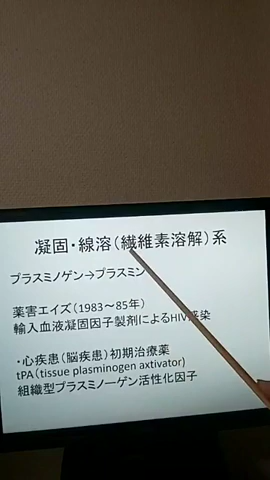 凝固・線溶（繊維素溶解）系
プラスミノゲン→プラスミン
薬害エイズ（1983～85年）
輸入血液凝固因子製剤によるHIV感染
・心疾患（脳疾患）初期治療薬
tPA（tissue plasminogen axtivator)
組織型プラスミノーゲン活性化因子